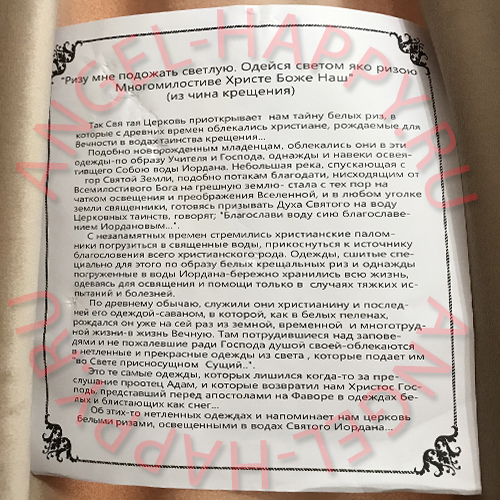 "Ризу мне подожать светлую. Одейся светом яко ризою
Многомилостиве Христе Боже Наш"
(из чина крещения)
Так Свя тая Церковь приоткрывает нам тайну белых риз, в
которые с древних времен облекались христиане, рождаемые для
Вечности в водах таинства крещения...
Подобно новорожденным младенцам, облекались они в эти
одежды-по образу Учителя и Господа, однажды и навеки освя-
тивщего Собою воды Иордана. Небольшая река, спускающая с
гор Святой Земли, подобно потакам благодати, нисходящим от
Всемилостивого Бога на грешную землю- стала с тех пор на
чатком освещения и преображения Вселенной, и в любом уголке
земли священники, готовясь призывать Духа Святого на воду
Церковных таинств, говорят; "Благослави воду сию благославе-
нием Иордановым...".
С незапамятных времен стремились христианские палом-
ники погрузиться в священные воды, прикоснуться к источнику
благословения всего христианского рода. Одежды, сшитые спе-
циально для этого по образу белых крещальных риз и однажды
погруженные в воды Иордана-бережно хранились всю жизнь,
одеваясь для освящения и помощи только в случаях тяжких ис-
пытаний и болезней.
По древнему обычаю, служили они христианину и послед-
ней его одеждой-саваном, в которой, как в белых пеленах,
рождался он уже на сей раз из земной, временной и многотруд-
ной жизни-в жизнь Вечную. Там потрудившиеся над запове-
дями и не пожалевшие ради Господа душой своей-облекаются
в нетленные и прекрасные одежды из света , которые подает им
"во Свете присносущном Сущий..".
Это те самые одежды, которых лишился когда-то за пре-
слушание проотец Адам, и которые возвратил нам Христос Гос-
подь, представший перед апостолами на Фаворе в одеждах бе-
лых и блистающих как снег...
Об этих-то нетленных одеждах и напоминает нам церковь
белыми ризами, освященными в водах Святого Иордана...
ANGEL-HAPPY.RU
ANGEL-HAPPY.RU